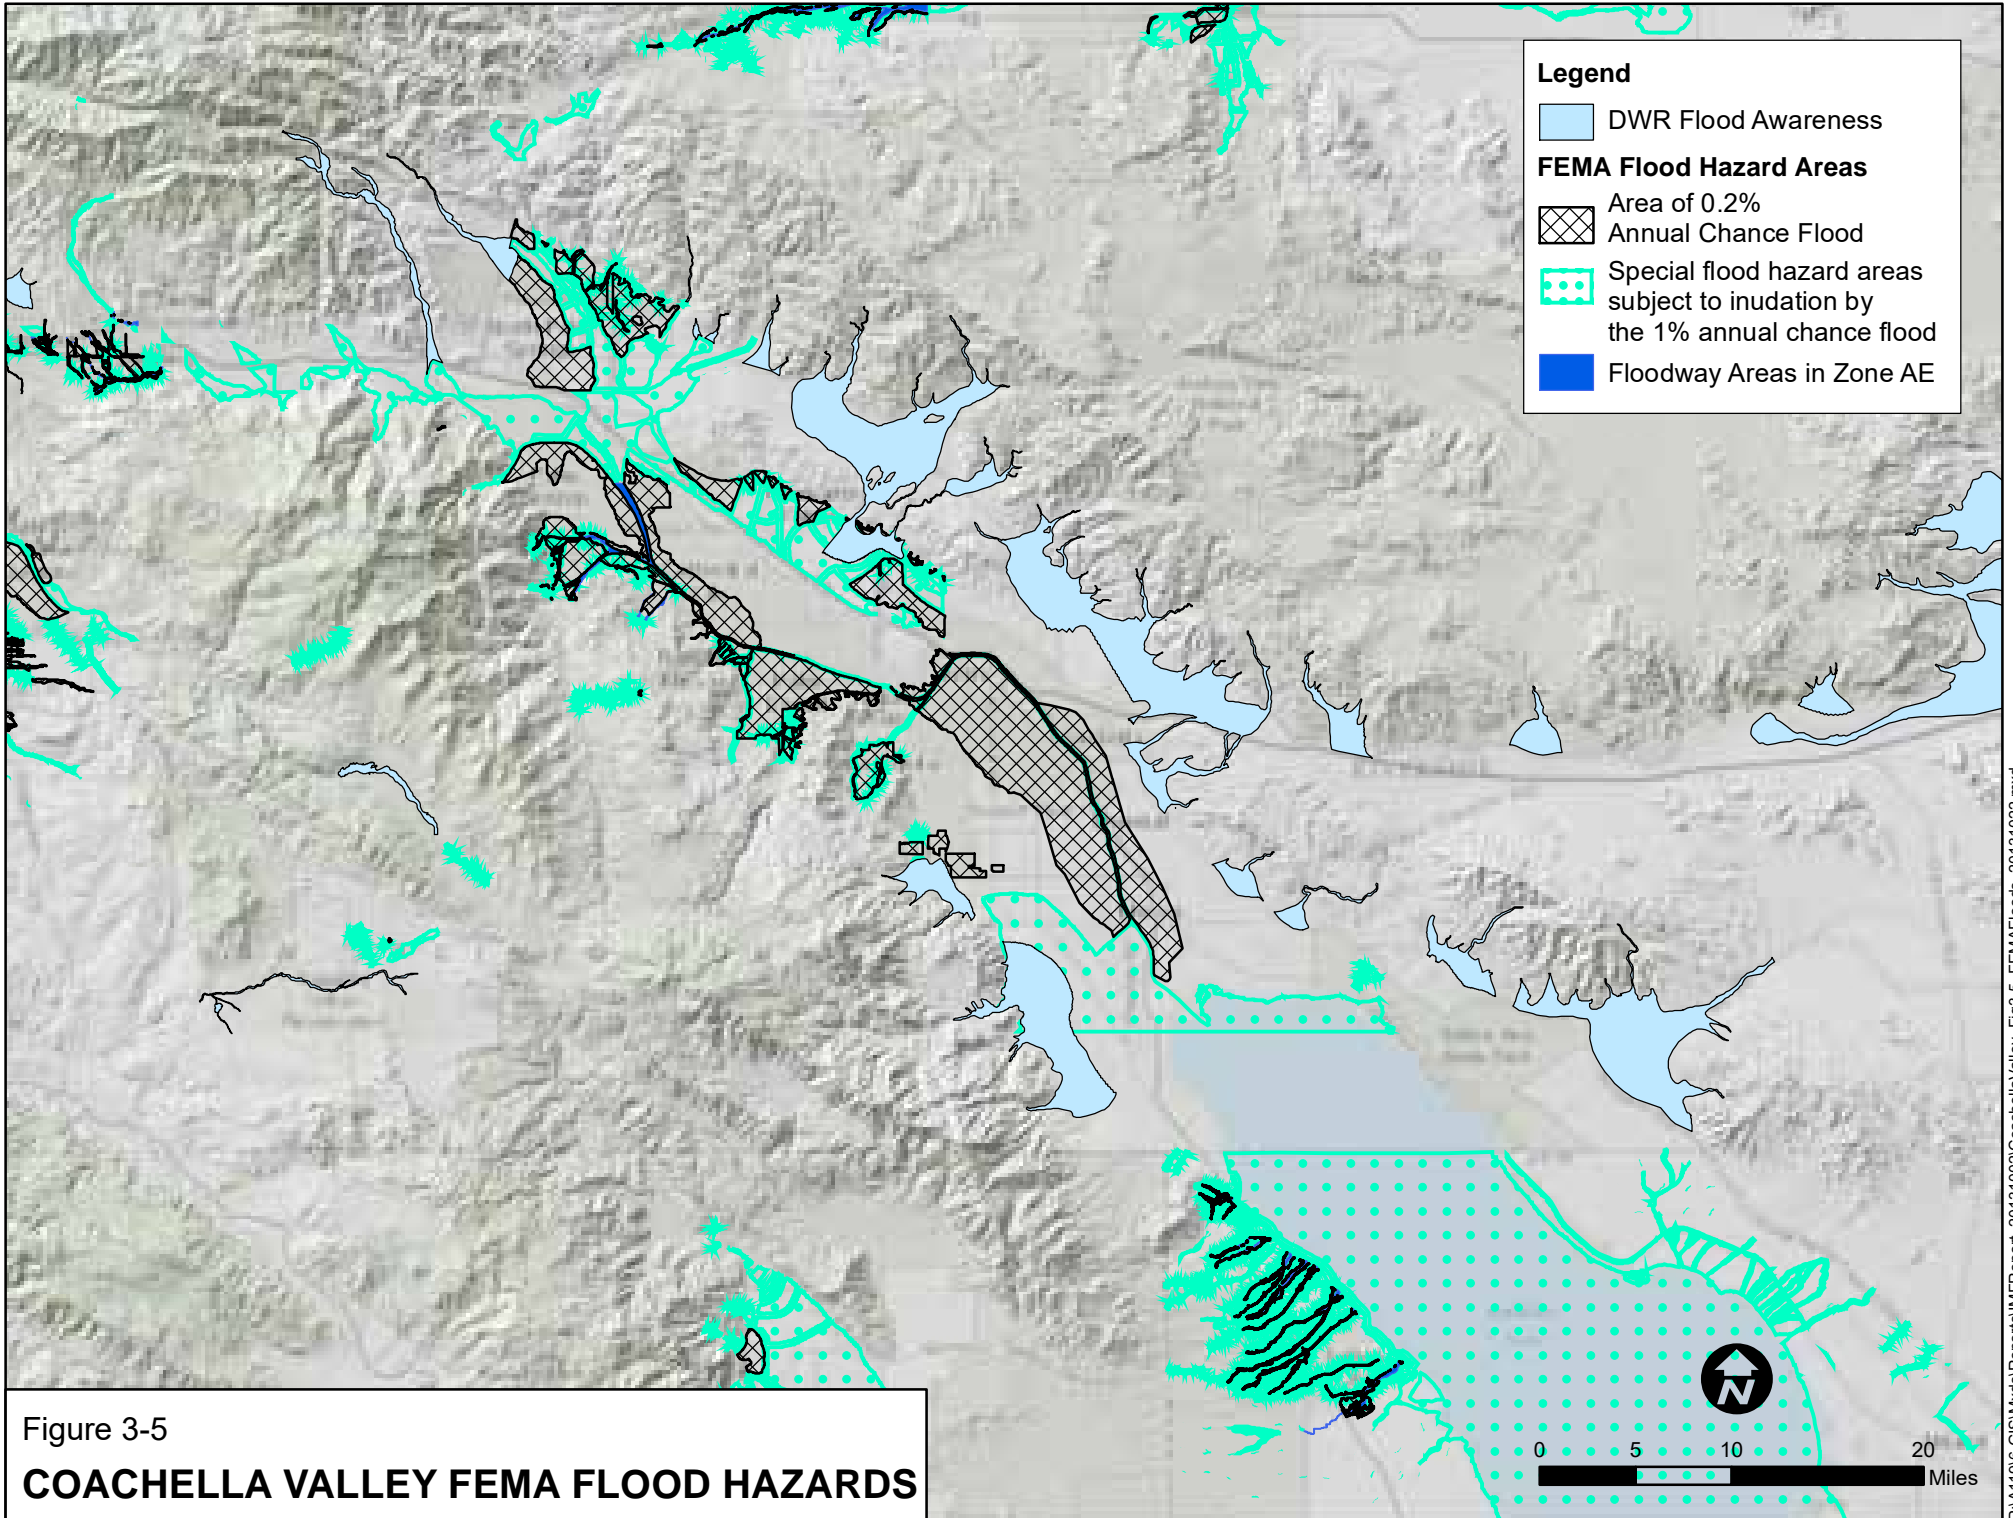 Legend
DWR Flood Awareness
FEMA Flood Hazard Areas
Area of 0.2%
Annual Chance Flood
Special flood hazard areas
subject to inudation by
the 1% annual chance flood
Floodway Areas in Zone AE
N
0 5 10 20
Miles
Figure 3-5
COACHELLA VALLEY FEMA FLOOD HAZARDS